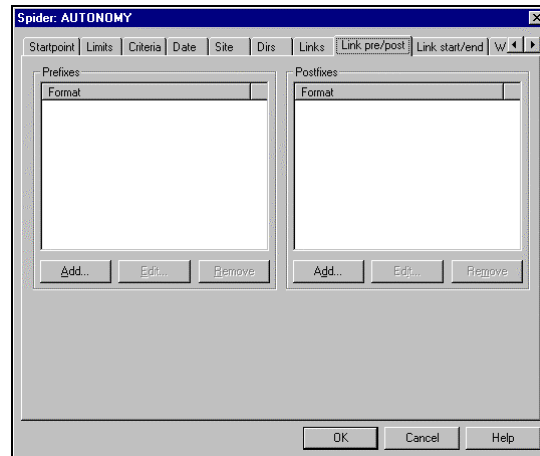 Spider: AUTONOMY
Startpoint Limits Criteria Date Site Dirs Links Link pre/post Link start/end W
Prefixes Postfixes
Format Format
Add... Edit... Remove Add... Edit... Remove
OK Cancel Help